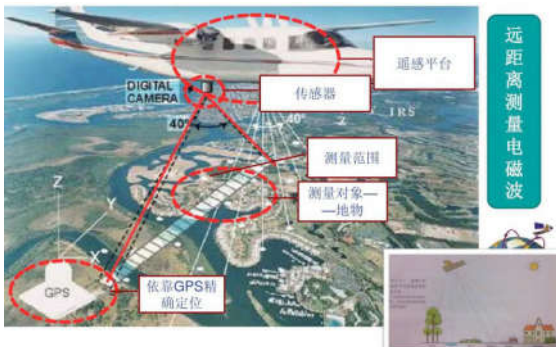 遥感平台
DIGITAL
CAMERA
传感器
40°
40°
Z
IRS
测量范围
测量对象—
—地物
Z
Y
X
GPS
依靠GPS精
确定位
远距离测量电磁波